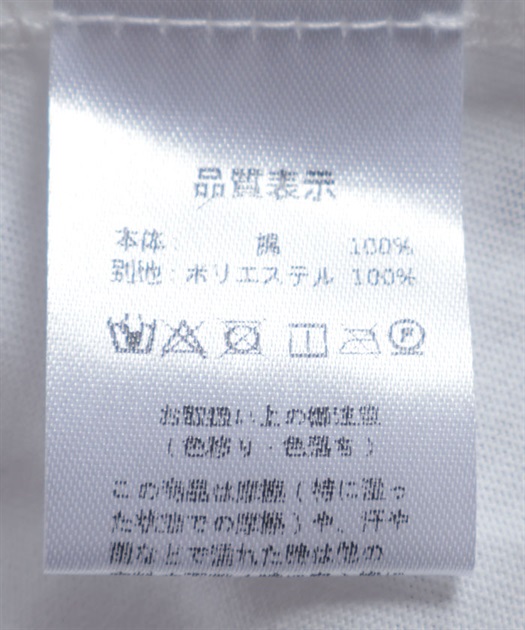 品質表示
本体: 綿 100%
別地:ポリエステル 100%
P
お取扱い上の御注意
(色移り・色落ち)
この商品は摩擦(特に湿っ
た状態での摩擦)や、汗や
雨などで濡れた時は他の